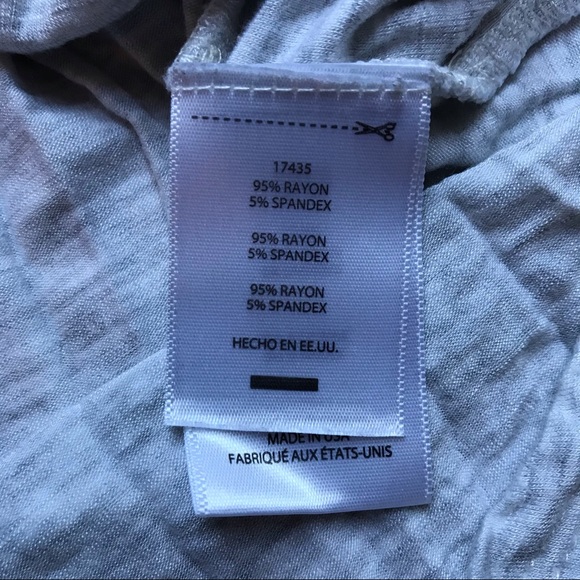 17435
95% RAYON
5% SPANDEX
95% RAYON
5% SPANDEX
95% RAYON
5% SPANDEX
HECHO EN EE.UU.
MADE IN USA
FABRIQUÉ AUX ÉTATS-UNIS